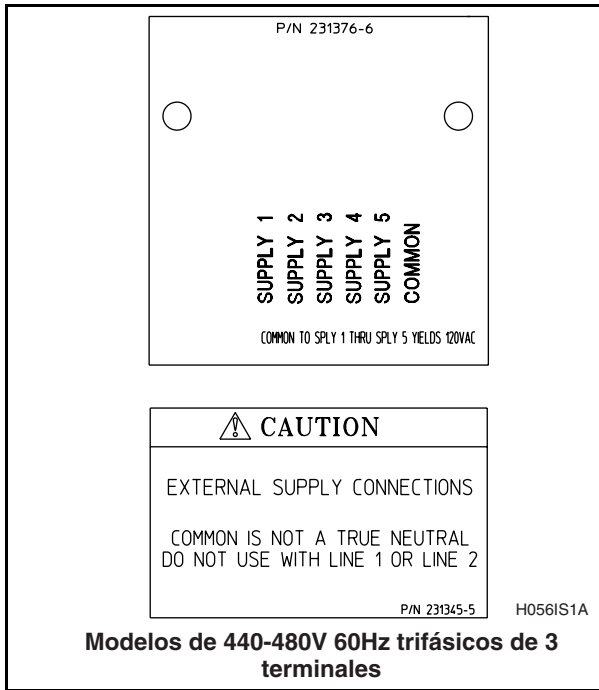 P/N 231376-6
SUPPLY 1
SUPPLY 2
SUPPLY 3
SUPPLY 4
SUPPLY 5
COMMON
COMMON TO SPLY 1 THRU SPLY 5 YIELDS 120VAC
CAUTION
EXTERNAL SUPPLY CONNECTIONS
COMMON IS NOT A TRUE NEUTRAL
DO NOT USE WITH LINE 1 OR LINE 2
P/N 231345-5
H056IS1A
Modelos de 440-480V 60Hz trifásicos de 3
terminales